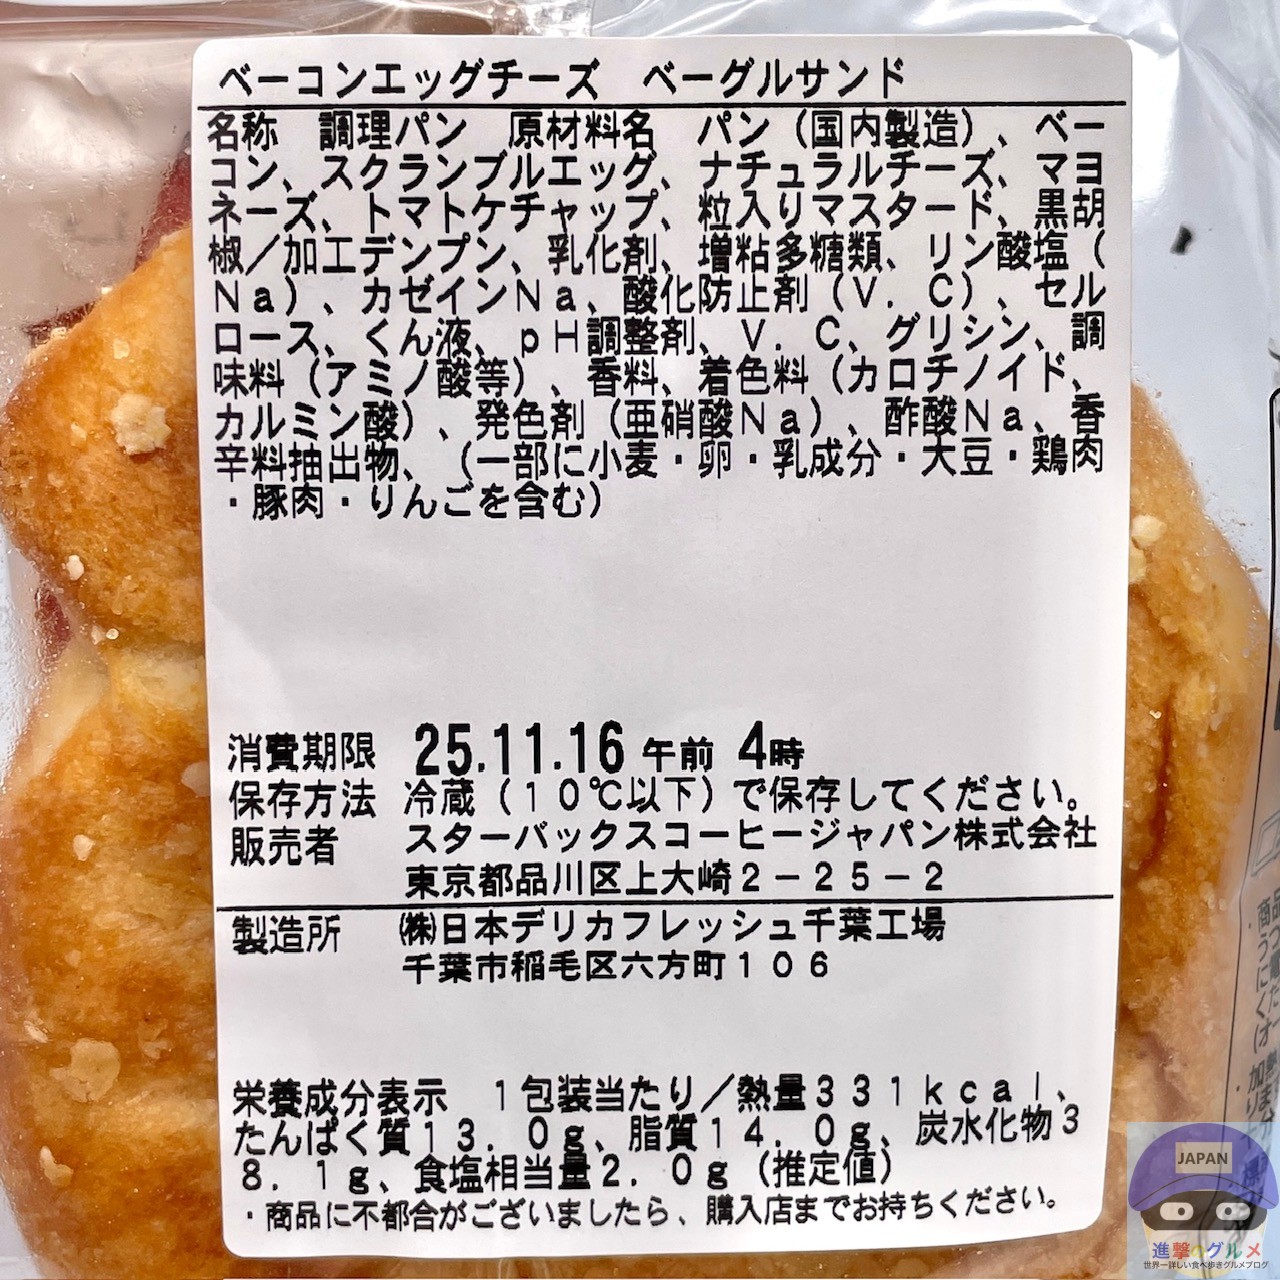 ベーコンエッグチーズ　ベーグルサンド
名称　調理パン　原材料名　パン（国内製造）、ベー
コン、スクランブルエッグ、ナチュラルチーズ、マヨ
ネーズ、トマトケチャップ、粒入りマスタード、黒胡
椒／加工デンプン、乳化剤、増粘多糖類、リン酸塩（
Ｎａ）、カゼインＮａ、酸化防止剤（Ｖ．Ｃ）、セル
ロース、くん液、ｐＨ調整剤、Ｖ．Ｃ、グリシン、調
味料（アミノ酸等）、香料、着色料（カロチノイド、
カルミン酸）、発色剤（亜硝酸Ｎａ）、酢酸Ｎａ、香
辛料抽出物、（一部に小麦・卵・乳成分・大豆・鶏肉
・豚肉・りんごを含む）
消費期限　25.11.16 午前 4時
保存方法　冷蔵（１０℃以下）で保存してください。
販売者　スターバックスコーヒージャパン株式会社
東京都品川区上大崎２－２５－２
製造所　㈱日本デリカフレッシュ千葉工場
千葉市稲毛区六方町１０６
栄養成分表示　１包装当たり／熱量３３１ｋｃａｌ、
たんぱく質１３．０ｇ、脂質１４．０ｇ、炭水化物３
８．１ｇ、食塩相当量２．０ｇ（推定値）
・商品に不都合がございましたら、購入店までお持ちください。
JAPAN
進撃のグルメ
世界一詳しい食べ歩きグルメブログ